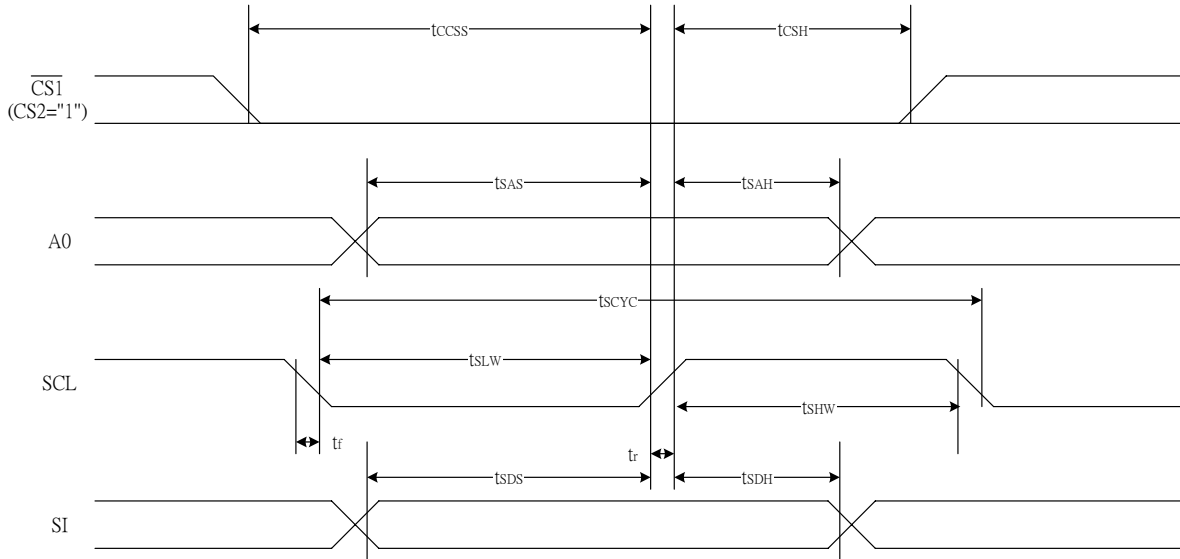 tCCSS
tCSH
CS1
(CS2="1")
tSAS
tSAH
A0
tSCYC
tSLW
SCL
tSHW
tf
tr
tSDS
tSDH
SI